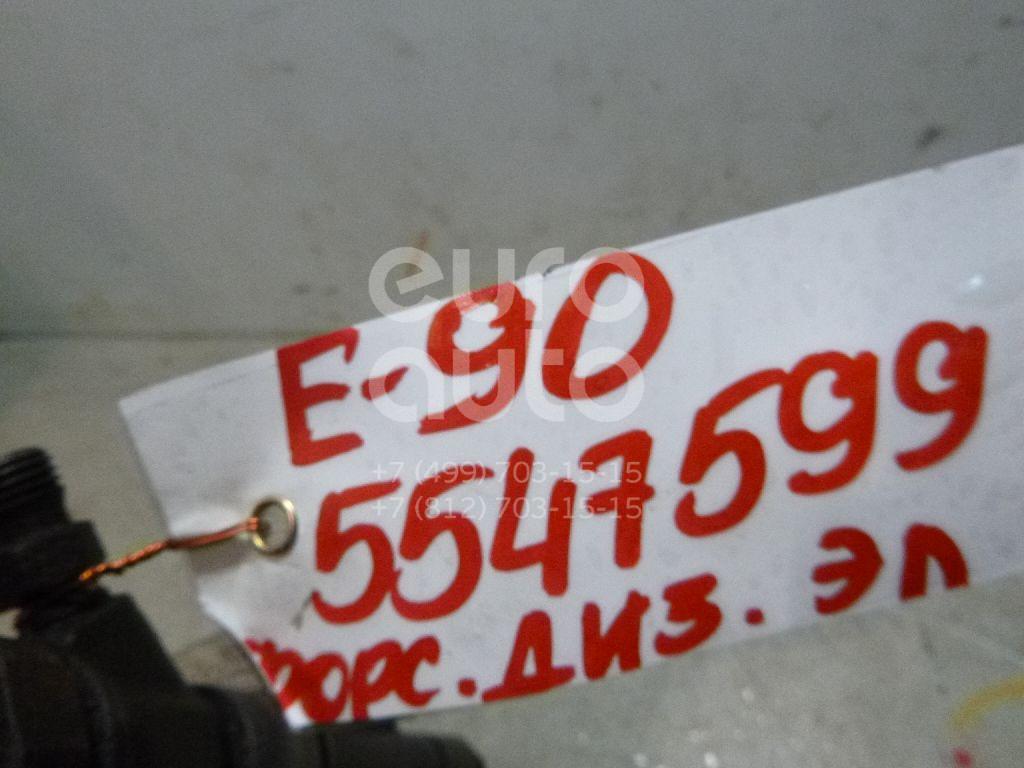 E-90
5547599
форс. ДИЗ. ЭЛ
euro
auto
+7 (499) 703-15-15
+7 (812) 703-15-15